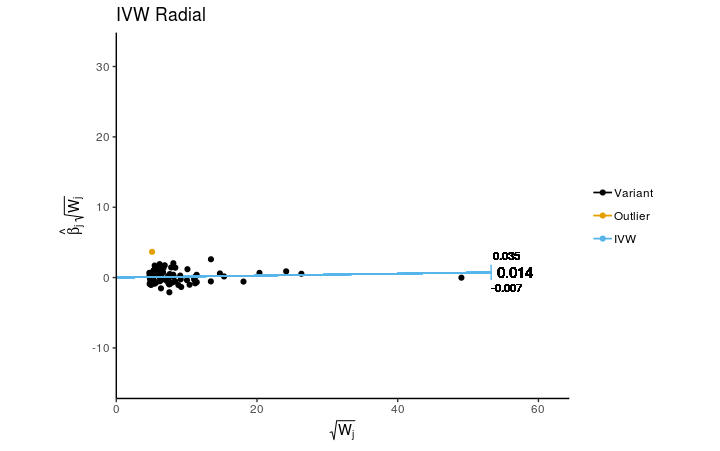 IVW Radial
30
20
10
0
-10
β̂j√Wj
0
20
40
60
√Wj
0.035
0.014
-0.007
Variant
Outlier
IVW